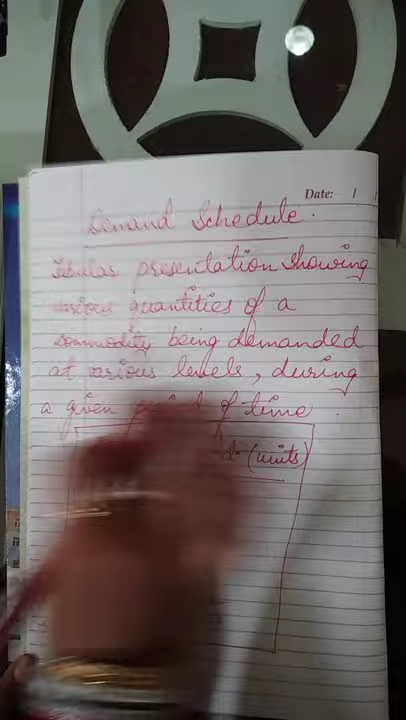 Date: / /
Demand Schedule.
Tabular presentation showing
various quantities of a
commodity being demanded
at various levels, during
a given of time.
(units)